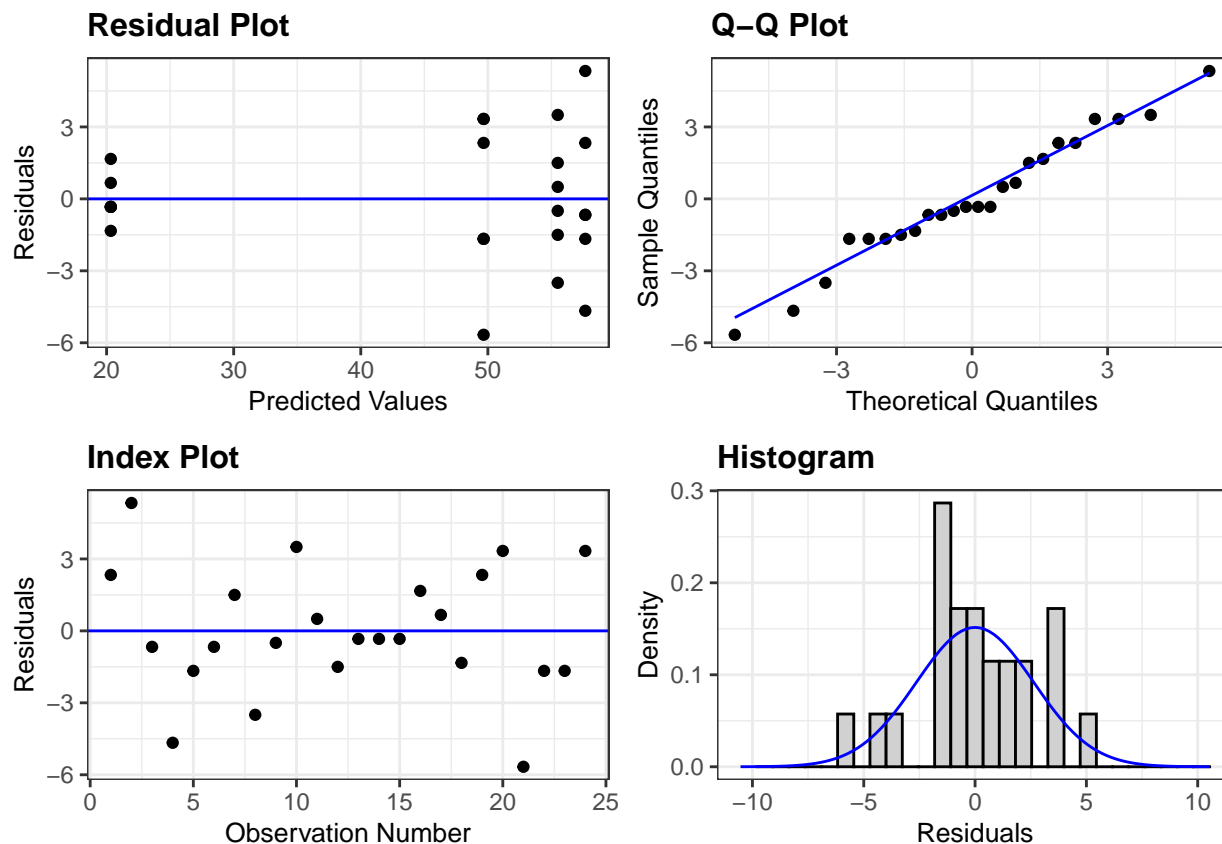 Residual Plot
3
0
−3
−6
Residuals
20
30
40
50
Predicted Values
Q−Q Plot
3
0
−3
−6
Sample Quantiles
−3
0
3
Theoretical Quantiles
Index Plot
3
0
−3
−6
Residuals
0
5
10
15
20
25
Observation Number
Histogram
0.3
0.2
0.1
0.0
Density
−10
−5
0
5
10
Residuals